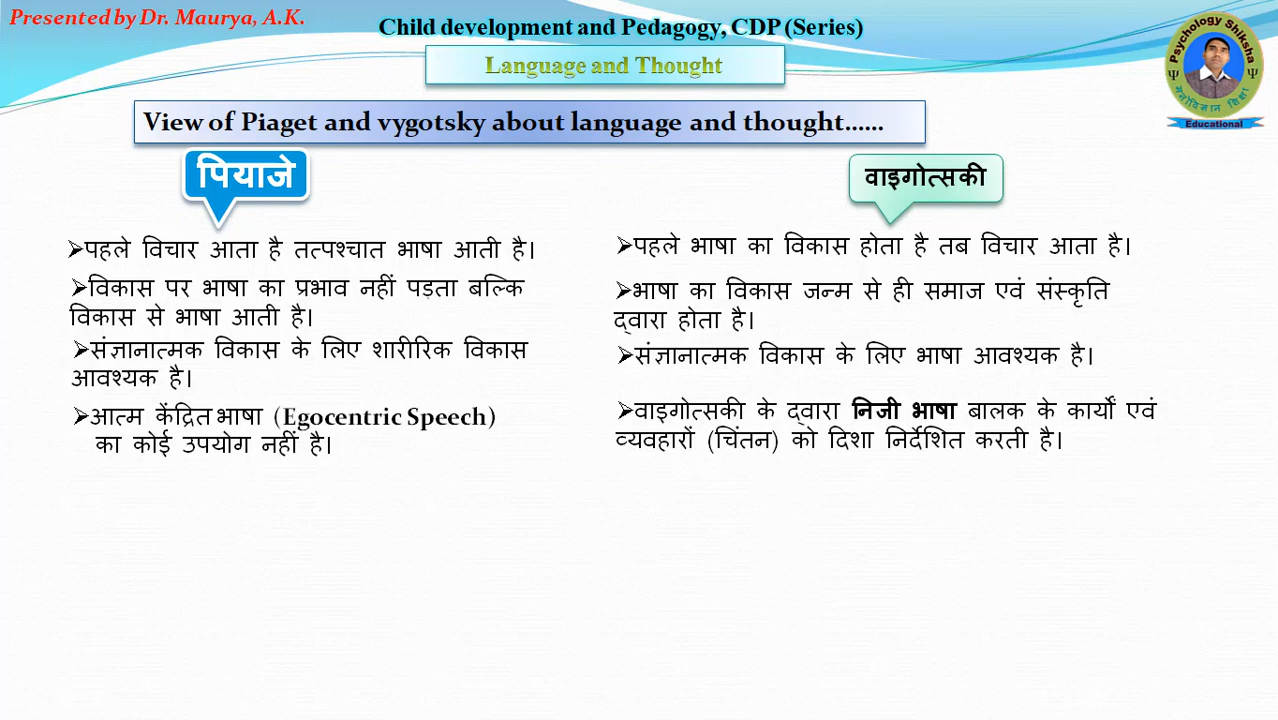 Presented by Dr. Maurya, A.K.
Child development and Pedagogy, CDP (Series)
Language and Thought
Psychology Shiksha
Ψ Ψ
मनोविज्ञान शिक्षा
Educational
View of Piaget and vygotsky about language and thought......
पियाजे
➢पहले विचार आता है तत्पश्चात भाषा आती है।
➢विकास पर भाषा का प्रभाव नहीं पड़ता बल्कि
विकास से भाषा आती है।
➢संज्ञानात्मक विकास के लिए शारीरिक विकास
आवश्यक है।
➢आत्म केंद्रित भाषा (Egocentric Speech)
का कोई उपयोग नहीं है।
वाइगोत्सकी
➢पहले भाषा का विकास होता है तब विचार आता है।
➢भाषा का विकास जन्म से ही समाज एवं संस्कृति
द्वारा होता है।
➢संज्ञानात्मक विकास के लिए भाषा आवश्यक है।
➢वाइगोत्सकी के द्वारा निजी भाषा बालक के कार्यों एवं
व्यवहारों (चिंतन) को दिशा निर्देशित करती है।